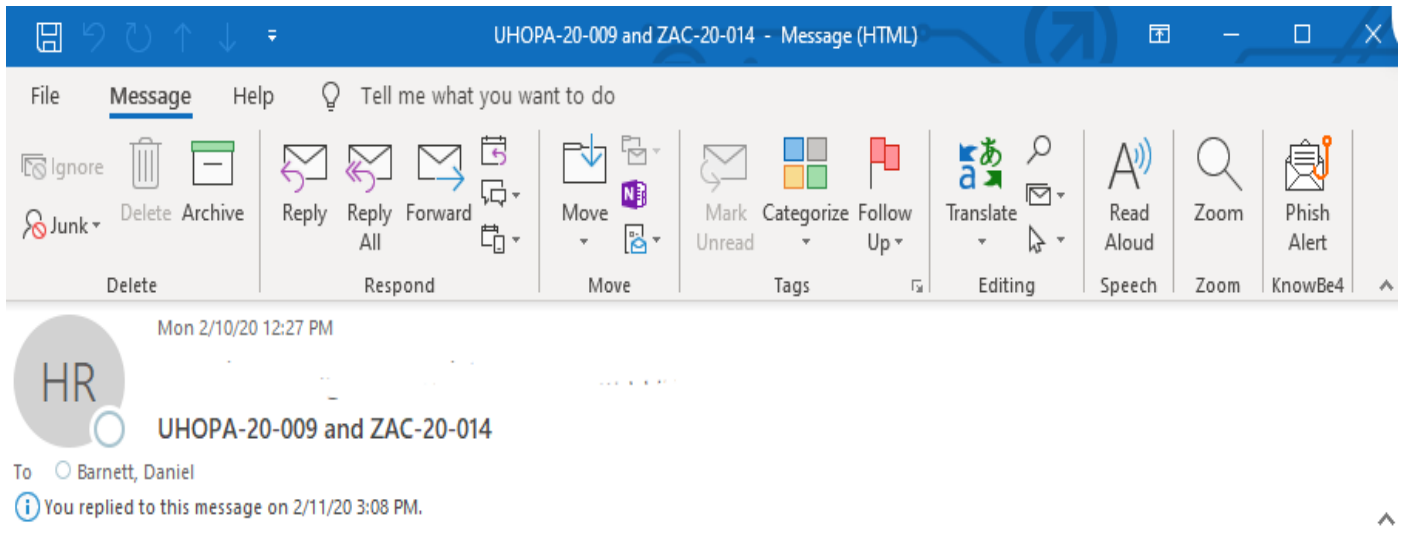 UHOPA-20-009 and ZAC-20-014 - Message (HTML)
File Message Help Tell me what you want to do
Ignore
Junk
Delete
Archive
Delete
Reply
Reply All
Forward
Respond
Move
Move
Mark Unread
Categorize
Follow Up
Tags
Translate
Editing
Read Aloud
Speech
Zoom
Zoom
Phish Alert
KnowBe4
HR
Mon 2/10/20 12:27 PM
UHOPA-20-009 and ZAC-20-014
To Barnett, Daniel
You replied to this message on 2/11/20 3:08 PM.